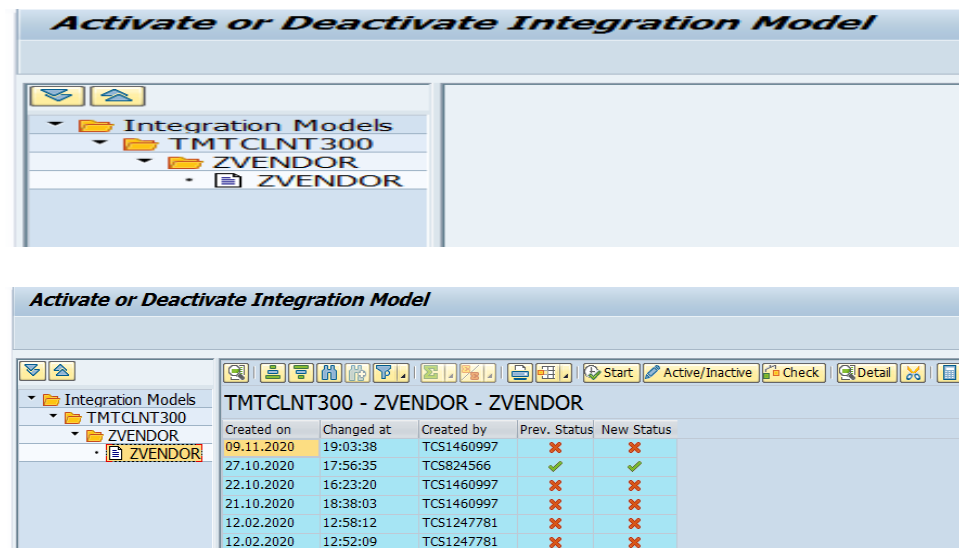 Activate or Deactivate Integration Model
Integration Models
TMTCLNT300
ZVENDOR
ZVENDOR
Activate or Deactivate Integration Model
Start Active/Inactive Check Detail
Integration Models
TMTCLNT300
ZVENDOR
ZVENDOR
TMTCLNT300 - ZVENDOR - ZVENDOR
Created on Changed at Created by Prev. Status New Status
09.11.2020 19:03:38 TCS1460997
27.10.2020 17:56:35 TCS824566
22.10.2020 16:23:20 TCS1460997
21.10.2020 18:38:03 TCS1460997
12.02.2020 12:58:12 TCS1247781
12.02.2020 12:52:09 TCS1247781